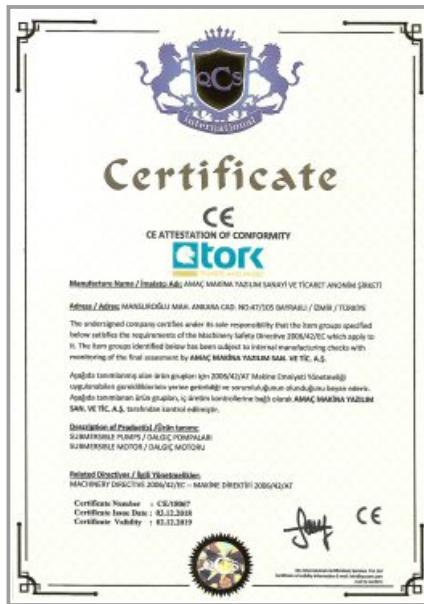 QCS
international
Certificate
CE
CE ATTESTATION OF CONFORMITY
Qtork
Manufacture Name / İmalatçı Adı: AMAÇ MAKİNA YAZILIM SANAYİ VE TİCARET ANONİM ŞİRKETİ
Adress / Adres: MANSUROĞLU MAH. ANKARA CAD. NO:47/105 BAYRAKLI / İZMİR / TÜRKİYE
The undersigned company certifies under its sole responsibility that the item groups specified
below satisfies the requirements of the Machinery Safety Directive 2006/42/EC which apply to
it. The item groups identified below has been subject to internal manufacturing checks with
monitoring of the final assesment by AMAÇ MAKİNA YAZILIM SAN. VE TİC. A.Ş.
Aşağıda tanımlanmış olan ürün grupları için 2006/42/AT Makine Emniyeti Yönetmeliği
uygulanabilen gerekliliklerinin yerine getirildiği ve sorumluluğunun olunduğunu beyan ederiz.
Aşağıda tanımlanan ürün grupları, iç üretim kontrollerine bağlı olarak AMAÇ MAKİNA YAZILIM
SAN. VE TİC. A.Ş. tarafından kontrol edilmiştir.
Description of Product(s) /Ürün tanımı:
SUBMERSIBLE PUMPS / DALGIÇ POMPALARI
SUBMERSIBLE MOTOR / DALGIÇ MOTORU
Related Directives / İlgili Yönetmelikler:
MACHINERY DIRECTIVE 2006/42/EC – MAKİNE DİREKTİFİ 2006/42/AT
Certificate Number : CE/18067
Certificate Issue Date : 03.12.2018
Certificate Validity : 02.12.2019
CE